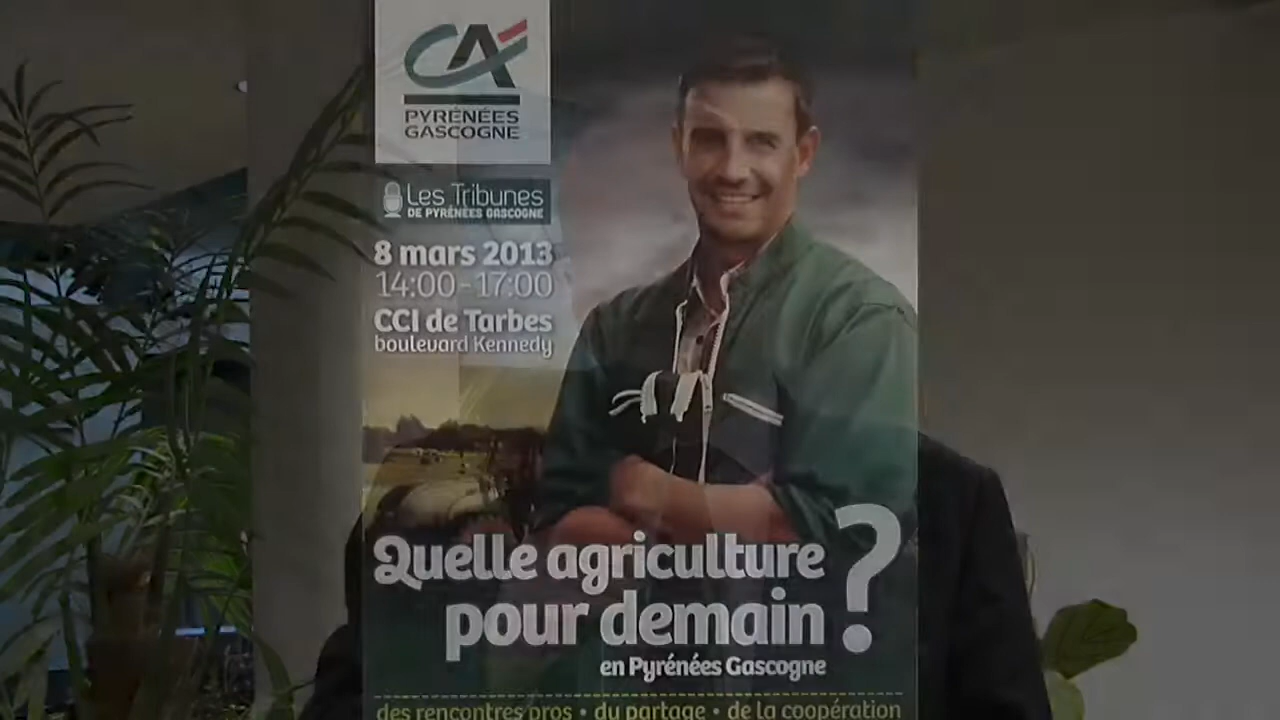 CA
PYRÉNÉES
GASCOGNE
Les Tribunes
DE PYRÉNÉES GASCOGNE
8 mars 2013
14:00-17:00
CCI de Tarbes
boulevard Kennedy
Quelle agriculture
pour demain ?
en Pyrénées Gascogne
des rencontres pros • du partage • de la coopération